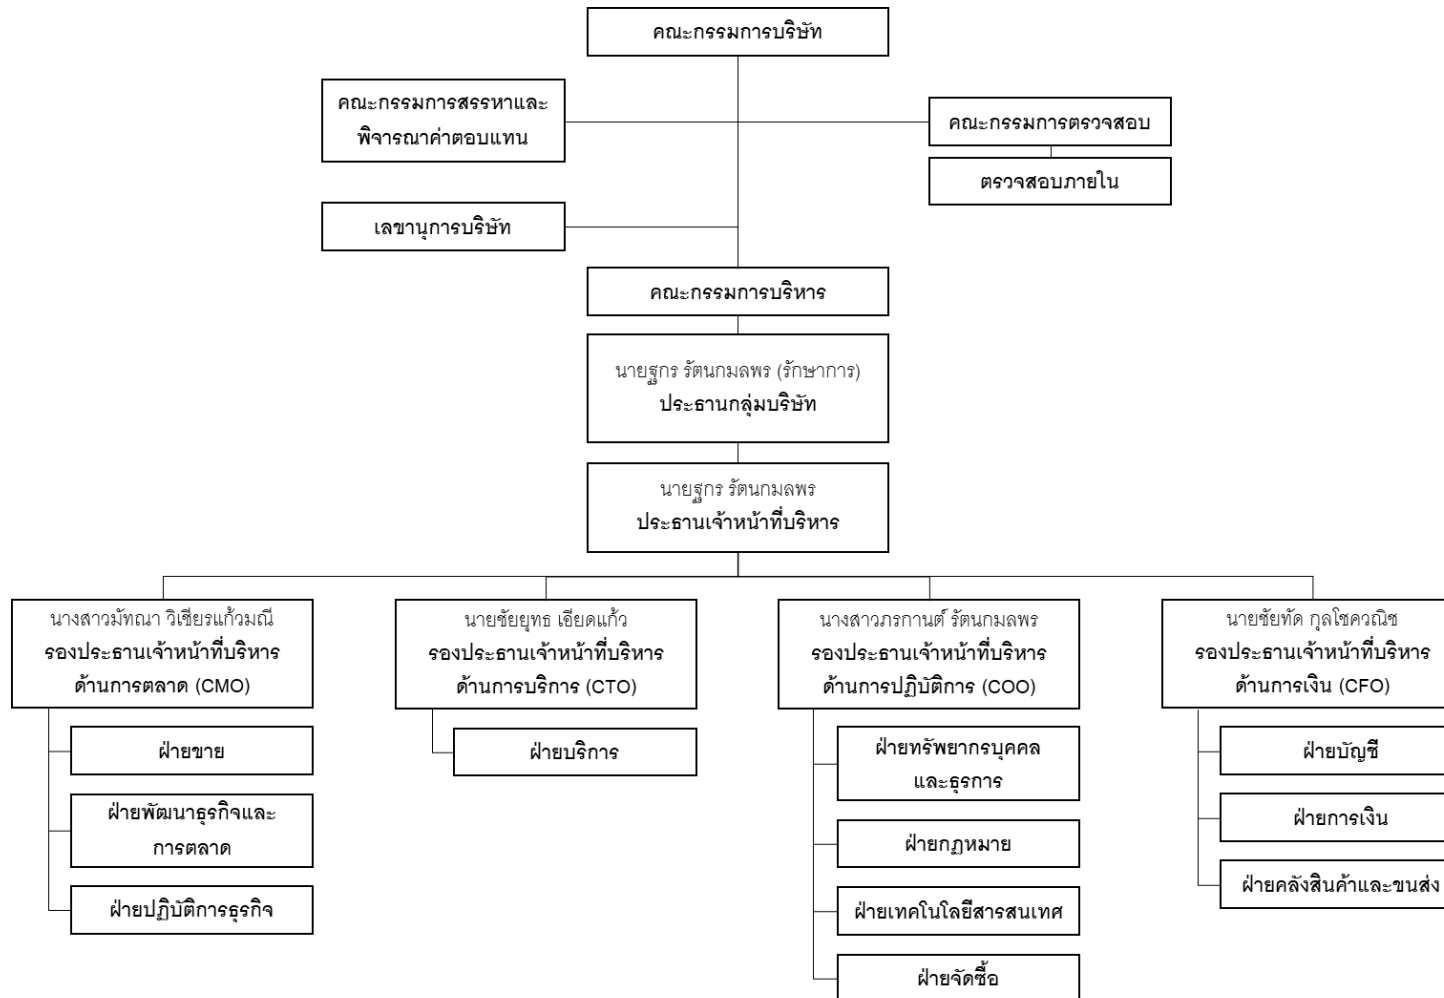 คณะกรรมการบริษัท
คณะกรรมการสรรหาและ
พิจารณาค่าตอบแทน
คณะกรรมการตรวจสอบ
ตรวจสอบภายใน
เลขานุการบริษัท
คณะกรรมการบริหาร
นายฐกร รัตนกมลพร (รักษาการ)
ประธานกลุ่มบริษัท
นายฐกร รัตนกมลพร
ประธานเจ้าหน้าที่บริหาร
นางสาวมัทณา วิเชียรแก้วมณี
รองประธานเจ้าหน้าที่บริหาร
ด้านการตลาด (CMO)
ฝ่ายขาย
ฝ่ายพัฒนาธุรกิจและ
การตลาด
ฝ่ายปฏิบัติการธุรกิจ
นายชัยยุทธ เอียดแก้ว
รองประธานเจ้าหน้าที่บริหาร
ด้านการบริการ (CTO)
ฝ่ายบริการ
นางสาวภรกานต์ รัตนกมลพร
รองประธานเจ้าหน้าที่บริหาร
ด้านการปฏิบัติการ (COO)
ฝ่ายทรัพยากรบุคคล
และธุรการ
ฝ่ายกฎหมาย
ฝ่ายเทคโนโลยีสารสนเทศ
ฝ่ายจัดซื้อ
นายชัยทัด กุลโชควณิช
รองประธานเจ้าหน้าที่บริหาร
ด้านการเงิน (CFO)
ฝ่ายบัญชี
ฝ่ายการเงิน
ฝ่ายคลังสินค้าและขนส่ง